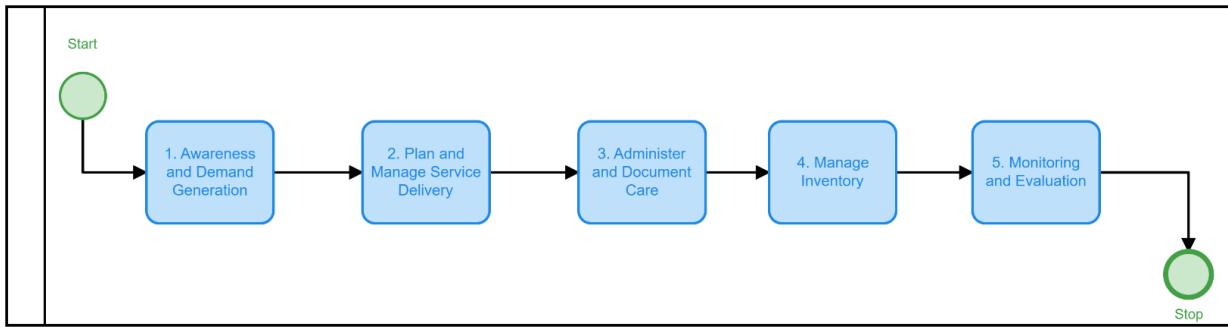 Start
1. Awareness
and Demand
Generation
2. Plan and
Manage Service
Delivery
3. Administer
and Document
Care
4. Manage
Inventory
5. Monitoring
and Evaluation
Stop